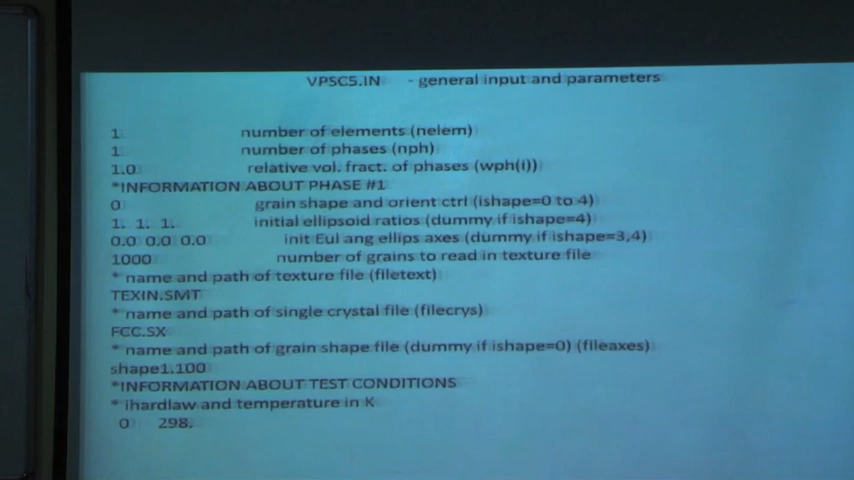 VPSC5.IN - general input and parameters
1 number of elements (nelem)
1 number of phases (nph)
1.0 relative vol. fract. of phases (wph(i))
*INFORMATION ABOUT PHASE #1
0 grain shape and orient ctrl (ishape=0 to 4)
1. 1. 1. initial ellipsoid ratios (dummy if ishape=4)
0.0 0.0 0.0 init Eul ang ellips axes (dummy if ishape=3,4)
1000 number of grains to read in texture file
* name and path of texture file (filetext)
TEXIN.SMT
* name and path of single crystal file (filecrys)
FCC.SX
* name and path of grain shape file (dummy if ishape=0) (fileaxes)
shape1.100
*INFORMATION ABOUT TEST CONDITIONS
* ihardlaw and temperature in K
0 298.